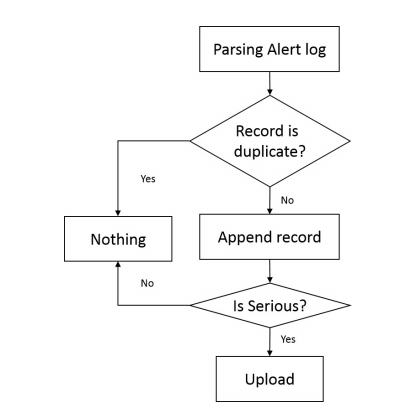 Parsing Alert log
Record is
duplicate?
Yes
No
Nothing
Append record
No
Is Serious?
Yes
Upload